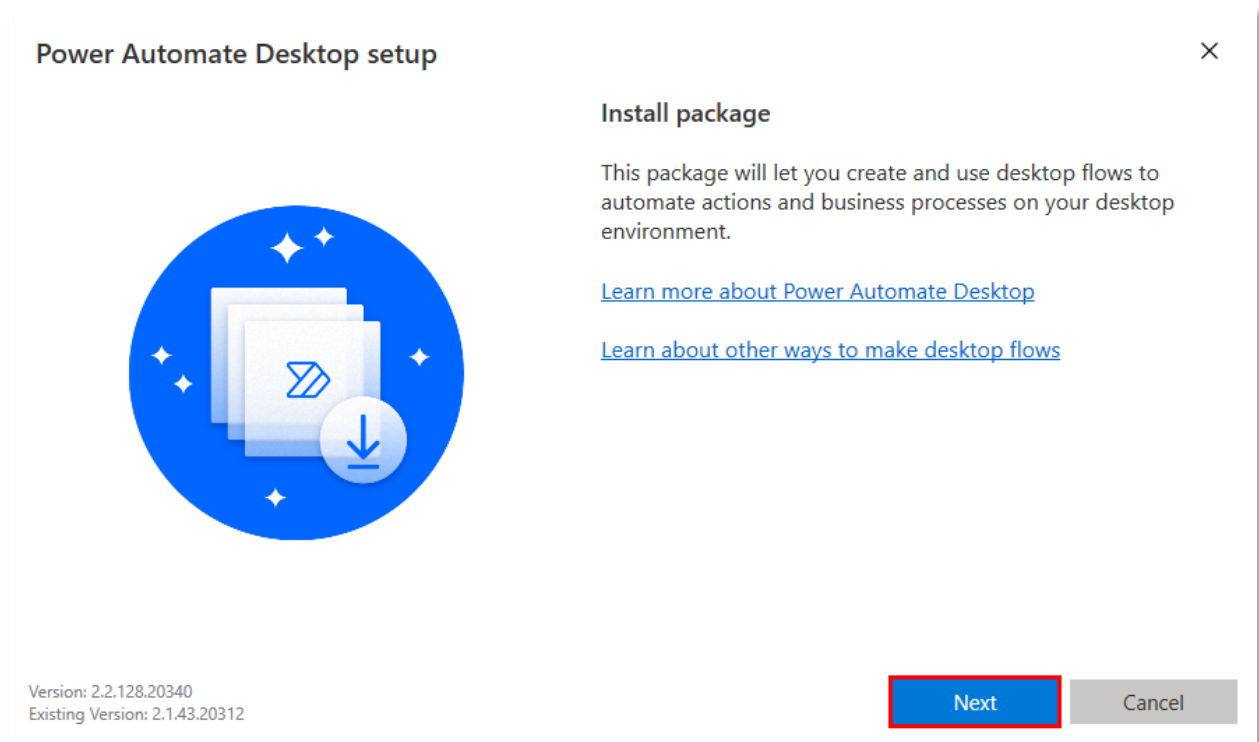 Power Automate Desktop setup
Install package
This package will let you create and use desktop flows to
automate actions and business processes on your desktop
environment.
Learn more about Power Automate Desktop
Learn about other ways to make desktop flows
Version: 2.2.128.20340
Existing Version: 2.1.43.20312
Next
Cancel